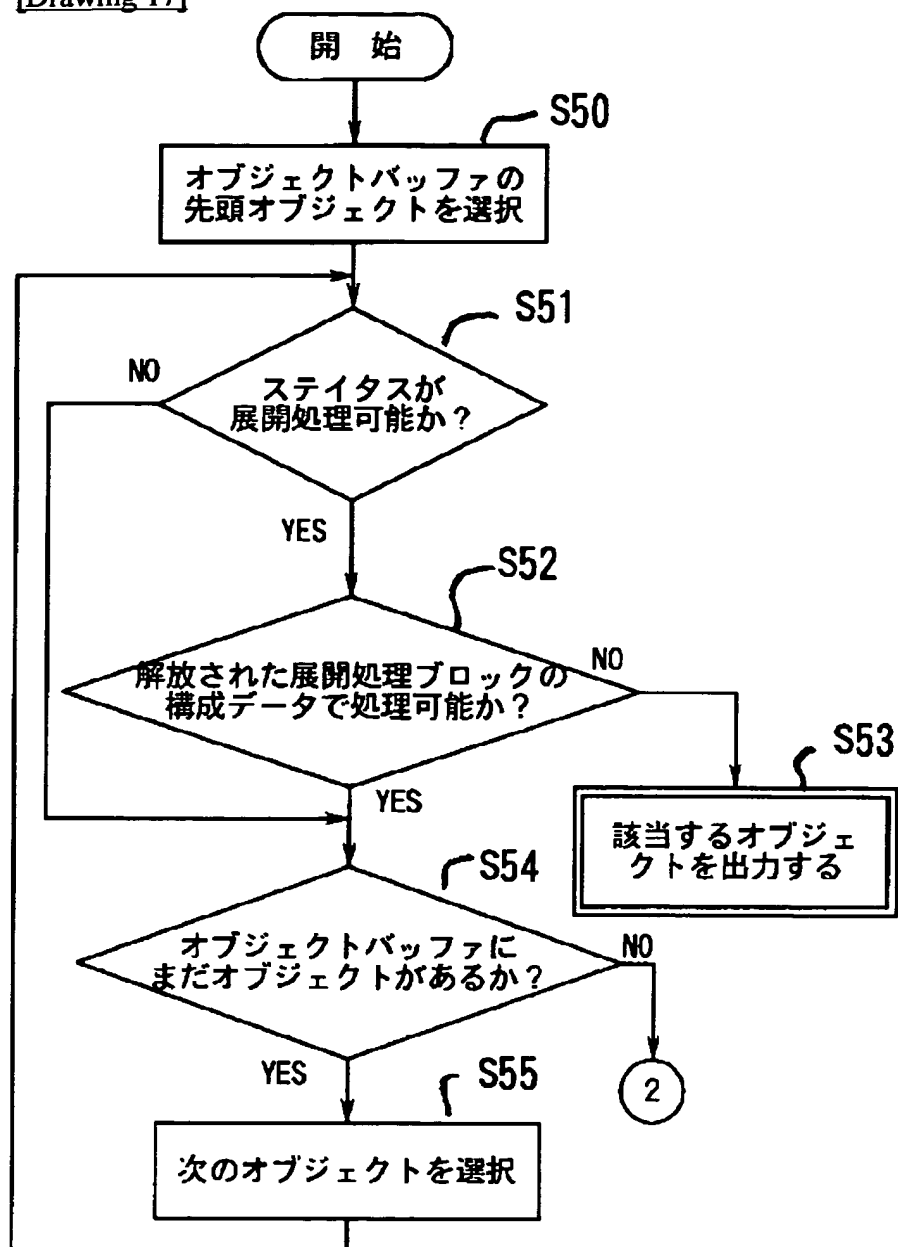 [Drawing 17]
開 始
S50
オブジェクトバッファの
先頭オブジェクトを選択
S51
NO
ステイタスが
展開処理可能か？
YES
S52
解放された展開処理ブロックの
構成データで処理可能か？
NO
S53
YES
該当するオブジェ
クトを出力する
S54
オブジェクトバッファに
まだオブジェクトがあるか？
NO
YES
S55
2
次のオブジェクトを選択